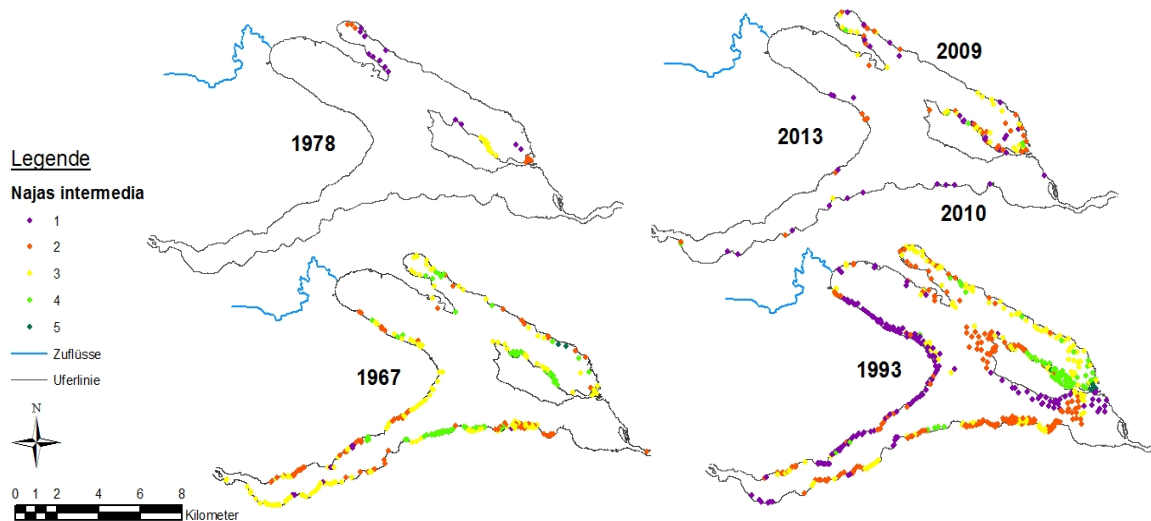 1978
2009
2013
2010
Legende
Najas intermedia
1
2
3
4
5
Zuflüsse
Uferlinie
1967
1993
N
0 1 2 4 6 8
Kilometer